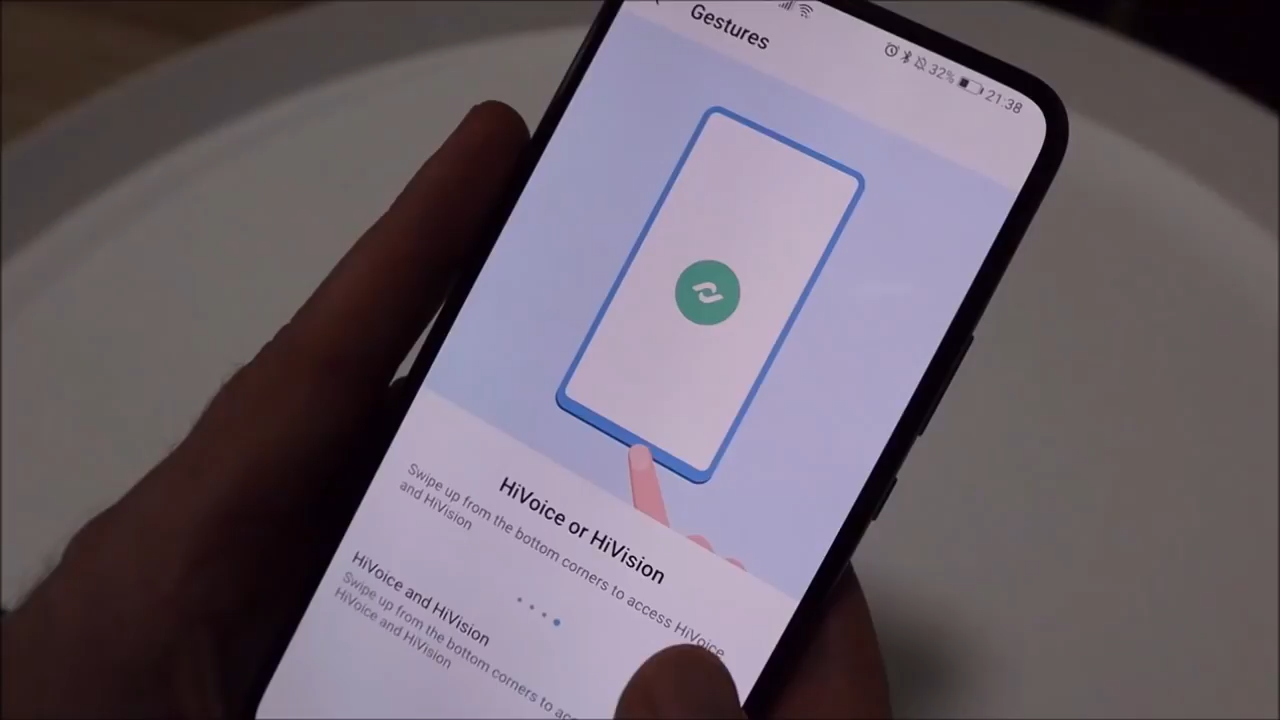 Gestures
32%
21:38
HiVoice or HiVision
Swipe up from the bottom corners to access HiVoice
and HiVision
HiVoice and HiVision
Swipe up from the bottom corners to
HiVoice and HiVision